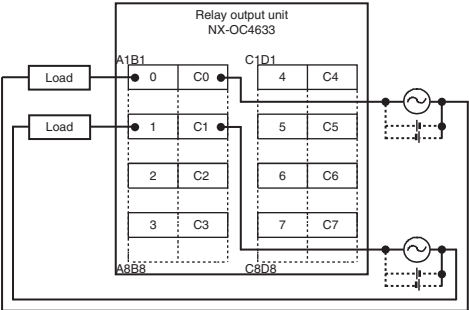 Relay output unit
NX-OC4633
A1B1 C1D1
Load 0 C0 4 C4
Load 1 C1 5 C5
2 C2 6 C6
3 C3 7 C7
A8B8 C8D8